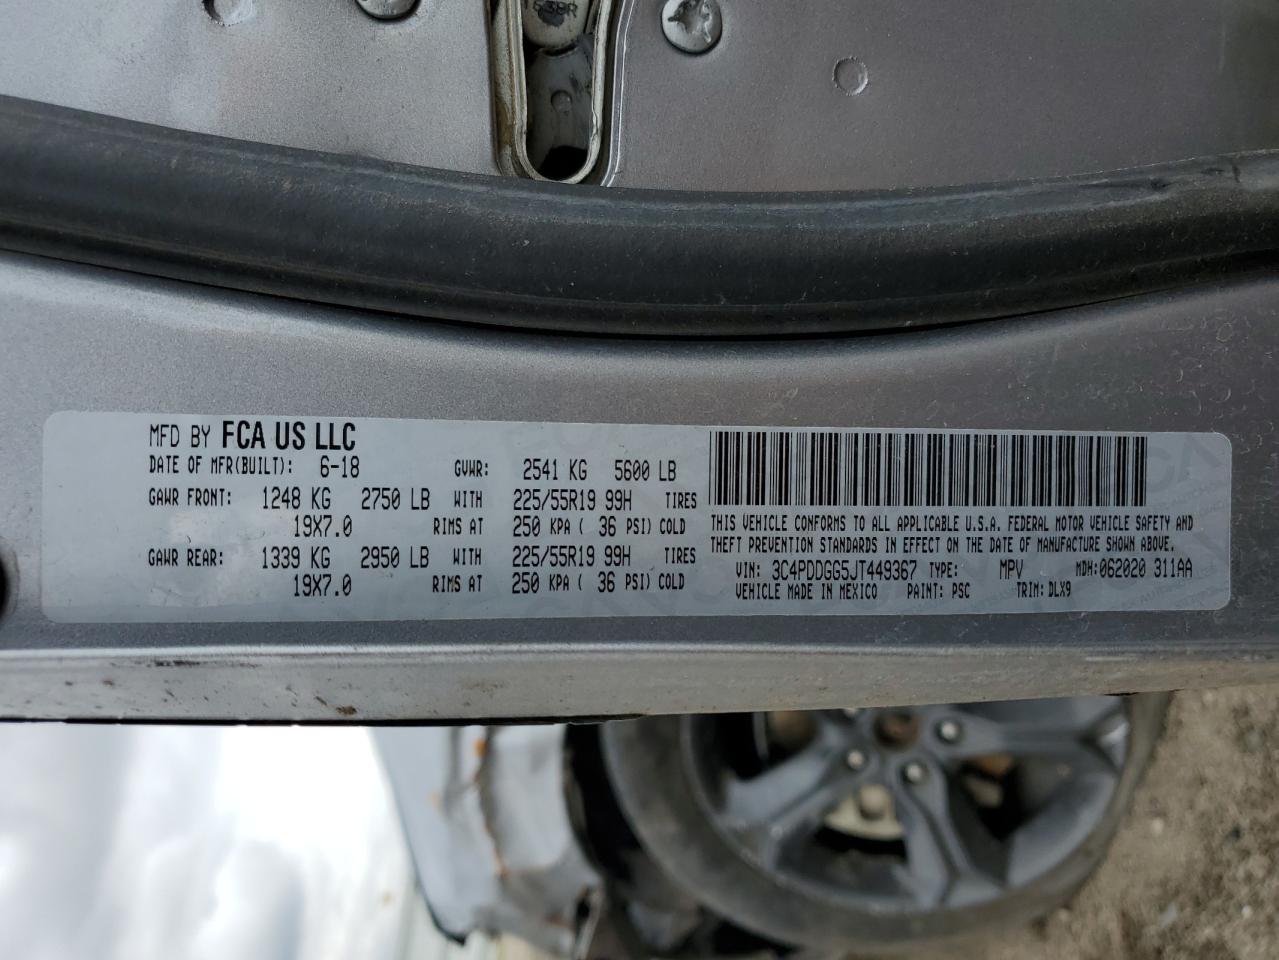 MFD BY FCA US LLC
DATE OF MFR(BUILT): 6-18 GVWR: 2541 KG 5600 LB
GAWR FRONT: 1248 KG 2750 LB WITH 225/55R19 99H TIRES
19X7.0 RIMS AT 250 KPA ( 36 PSI) COLD
GAWR REAR: 1339 KG 2950 LB WITH 225/55R19 99H TIRES
19X7.0 RIMS AT 250 KPA ( 36 PSI) COLD
THIS VEHICLE CONFORMS TO ALL APPLICABLE U.S.A. FEDERAL MOTOR VEHICLE SAFETY AND
THEFT PREVENTION STANDARDS IN EFFECT ON THE DATE OF MANUFACTURE SHOWN ABOVE.
VIN: 3C4PDDGG5JT449367 TYPE: MPV MDH:062020 311AA
VEHICLE MADE IN MEXICO PAINT: PSC TRIM: DLX9